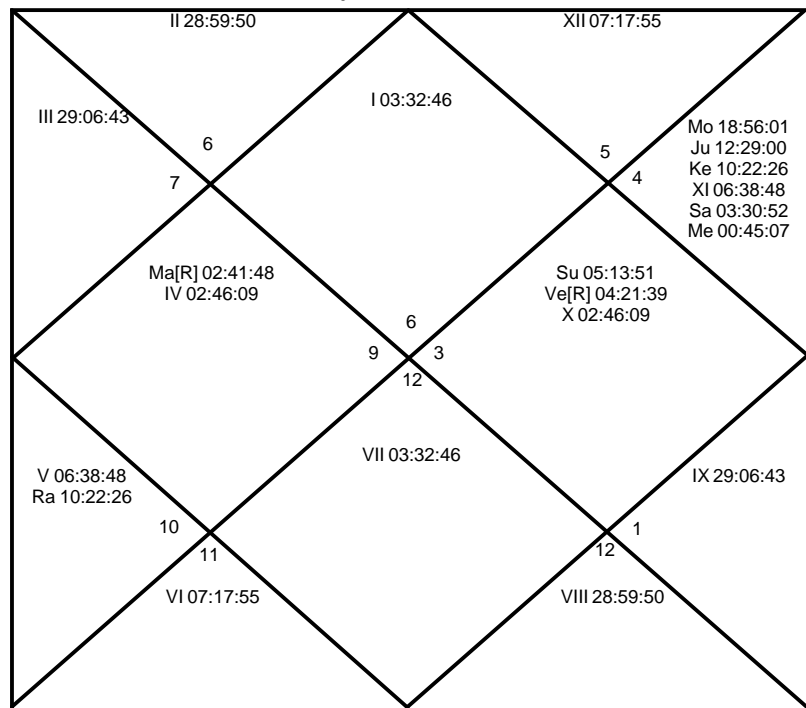 II 28:59:50
XII 07:17:55
I 03:32:46
III 29:06:43
6
7
5
4
Mo 18:56:01
Ju 12:29:00
Ke 10:22:26
XI 06:38:48
Sa 03:30:52
Me 00:45:07
Ma[R] 02:41:48
IV 02:46:09
Su 05:13:51
Ve[R] 04:21:39
X 02:46:09
6
9
3
12
VII 03:32:46
V 06:38:48
Ra 10:22:26
IX 29:06:43
10
11
1
12
VI 07:17:55
VIII 28:59:50